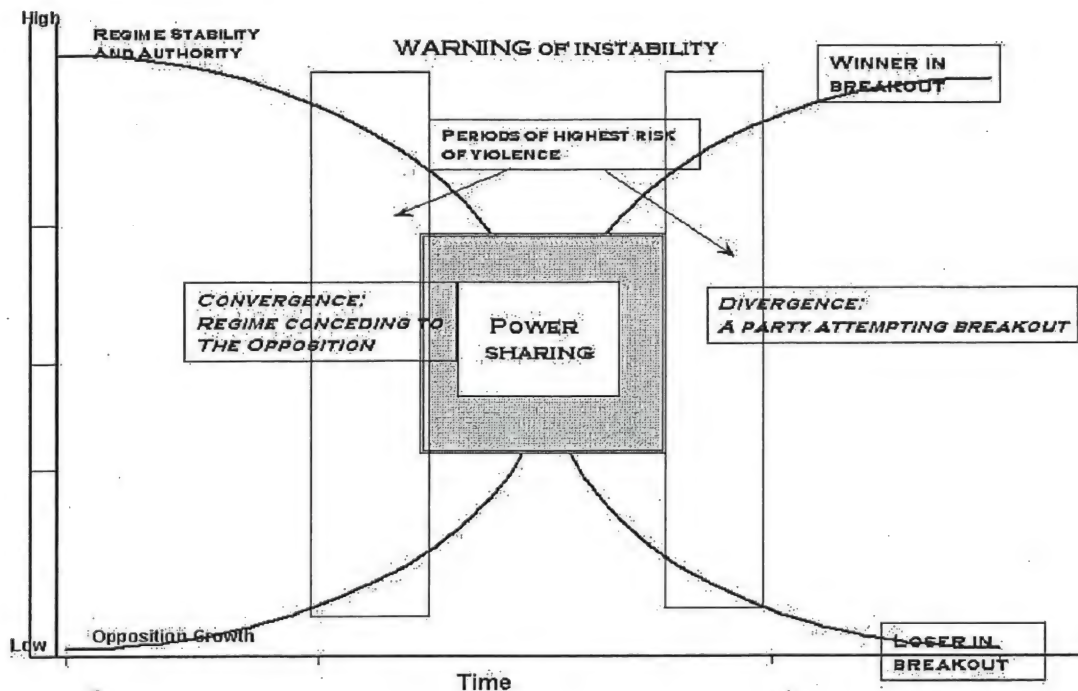 High
REGIME STABILITY
AND AUTHORITY
WARNING OF INSTABILITY
WINNER IN
BREAKOUT
PERIODS OF HIGHEST RISK
OF VIOLENCE
CONVERGENCE:
REGIME CONCEDING TO
THE OPPOSITION
POWER
SHARING
DIVERGENCE:
A PARTY ATTEMPTING BREAKOUT
Low
Opposition Growth
LOSER IN
BREAKOUT
Time